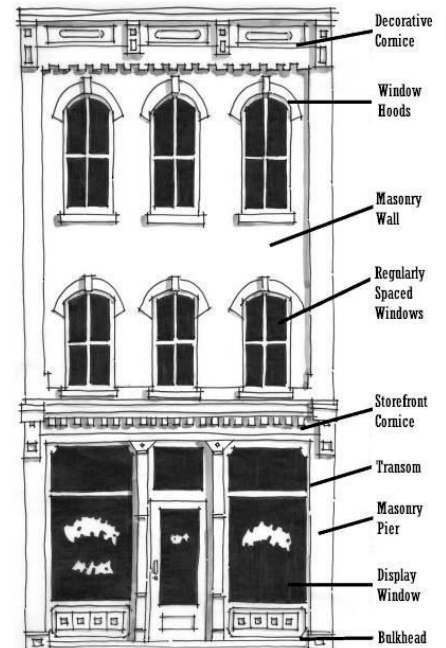 Decorative
Cornice
Window
Hoods
Masonry
Wall
Regularly
Spaced
Windows
Storefront
Cornice
Transom
Masonry
Pier
Display
Window
Bulkhead